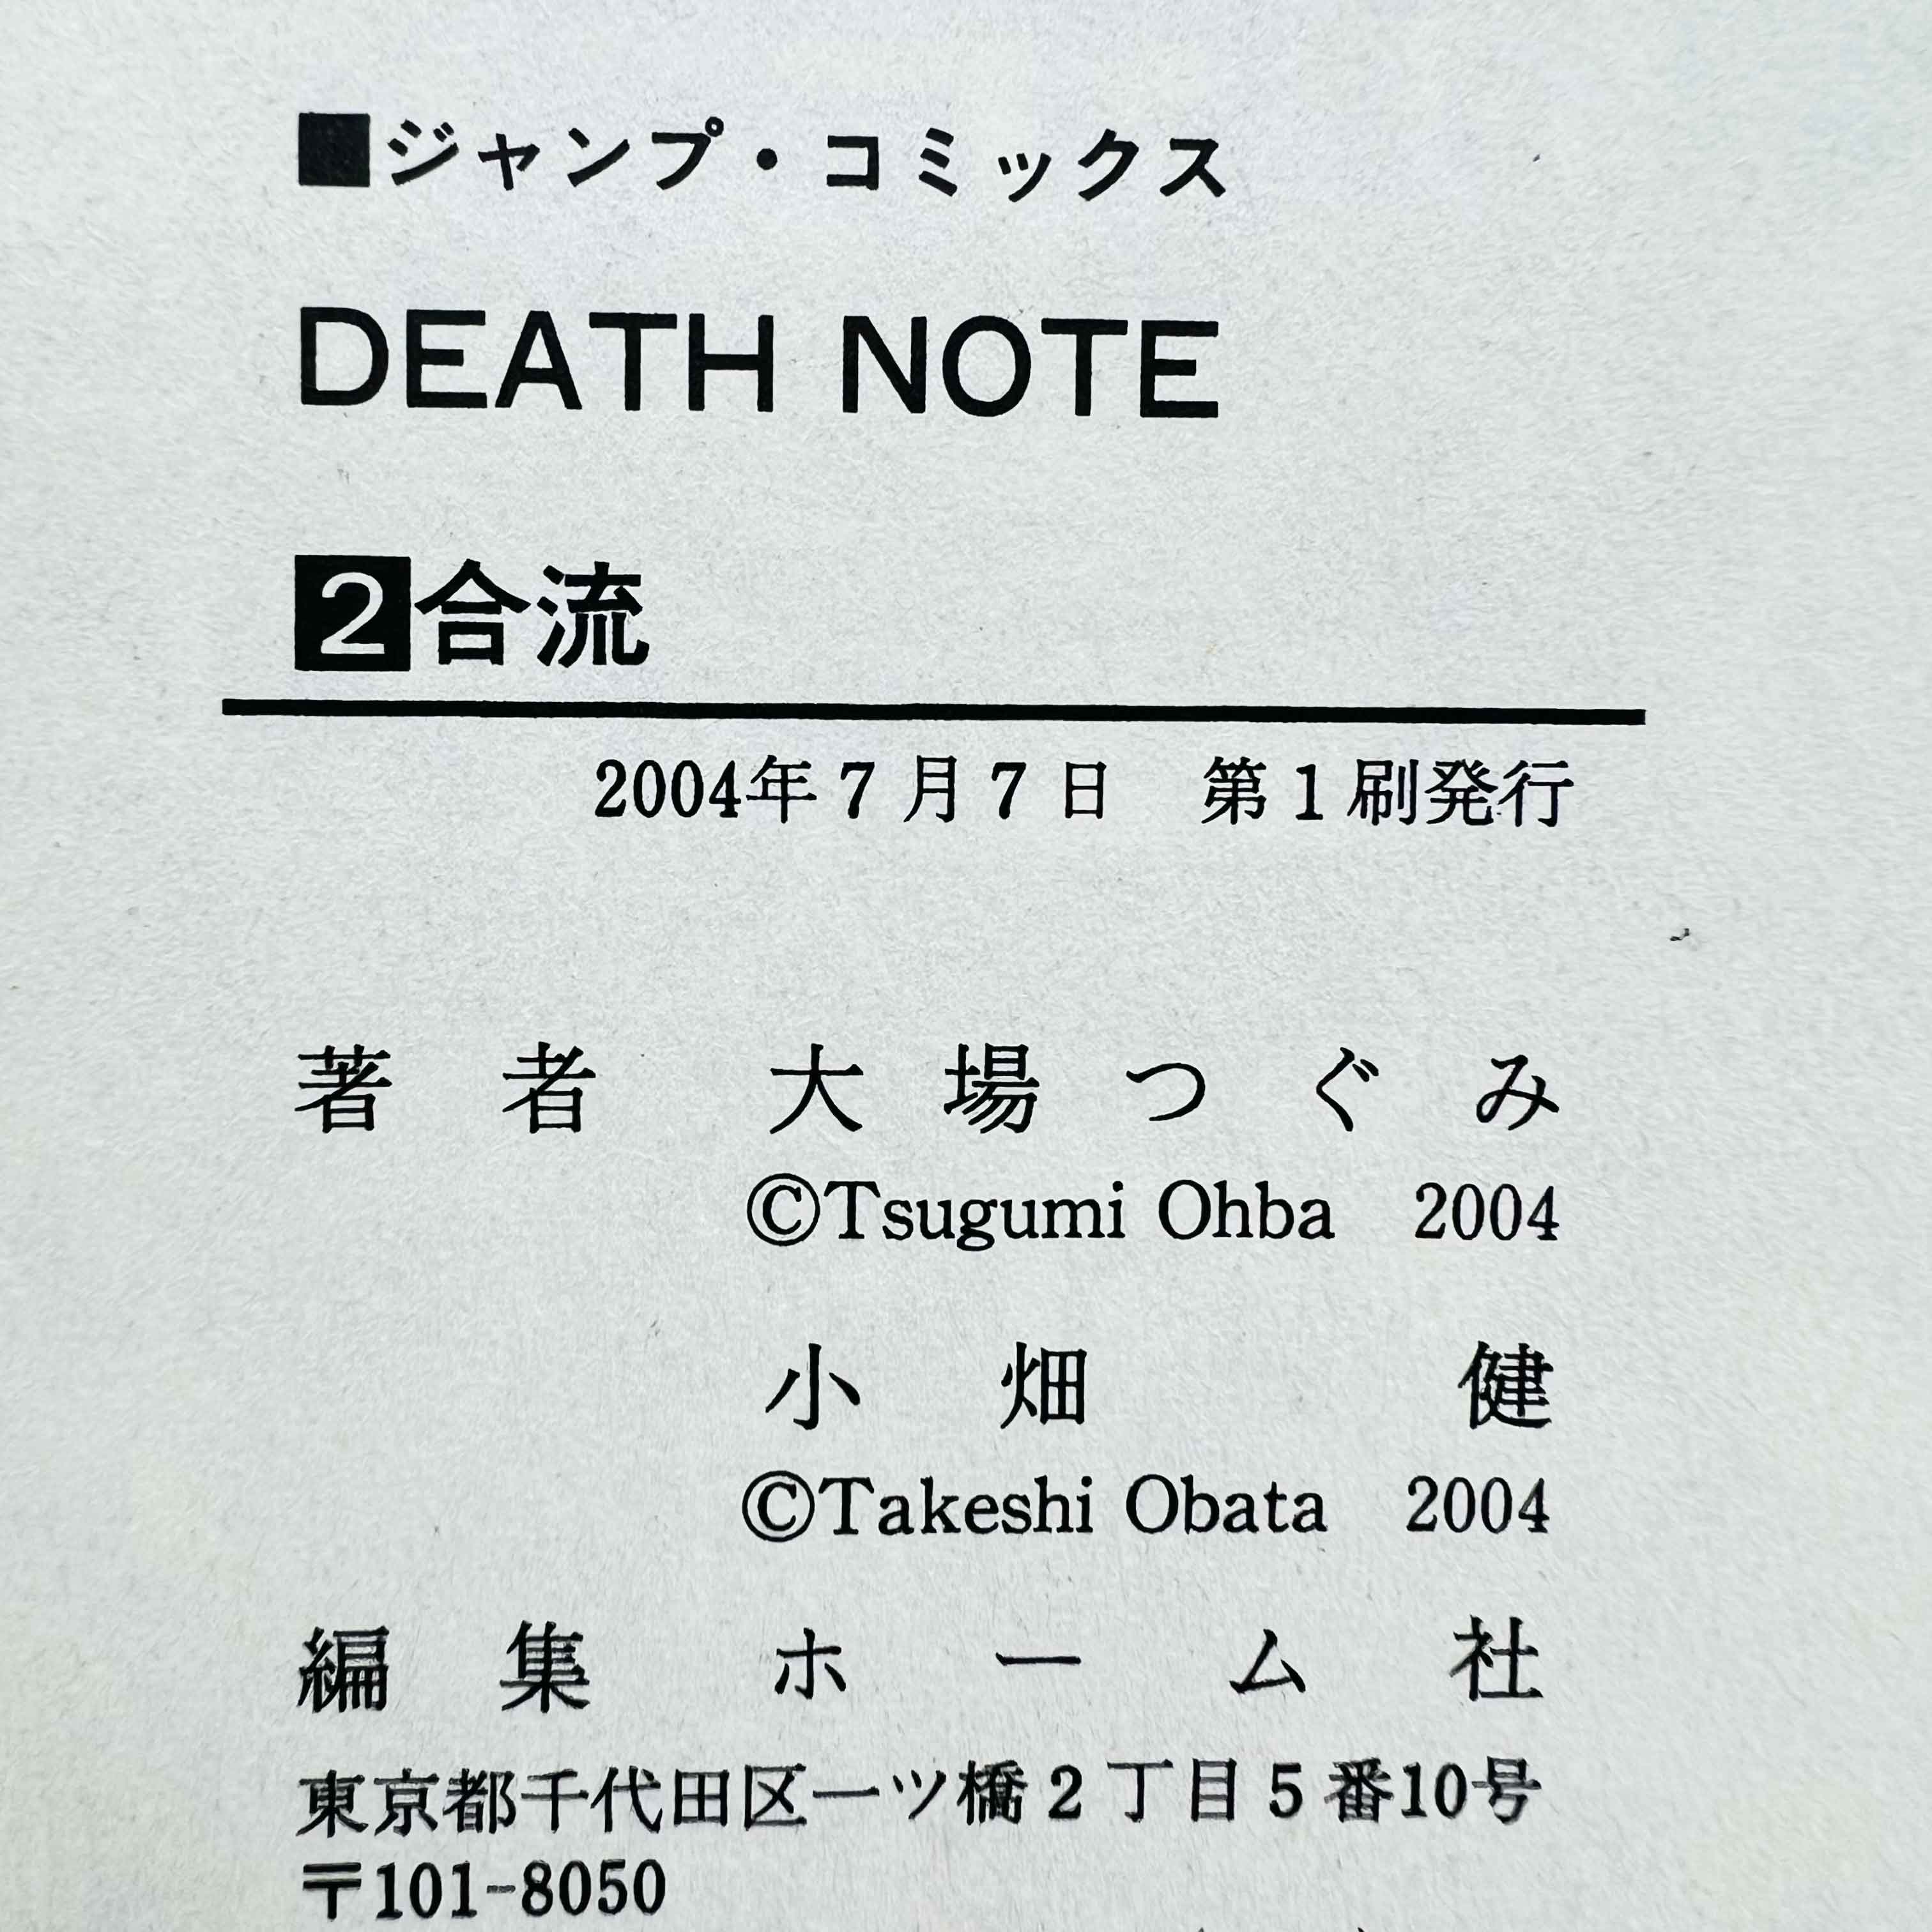 ■ジャンプ・コミックス
DEATH NOTE
2合流
2004年7月7日　第1刷発行
著者　大場つぐみ
©Tsugumi Ohba　2004
小畑　健
©Takeshi Obata　2004
編集　ホーム社
東京都千代田区一ツ橋2丁目5番10号
〒101-8050